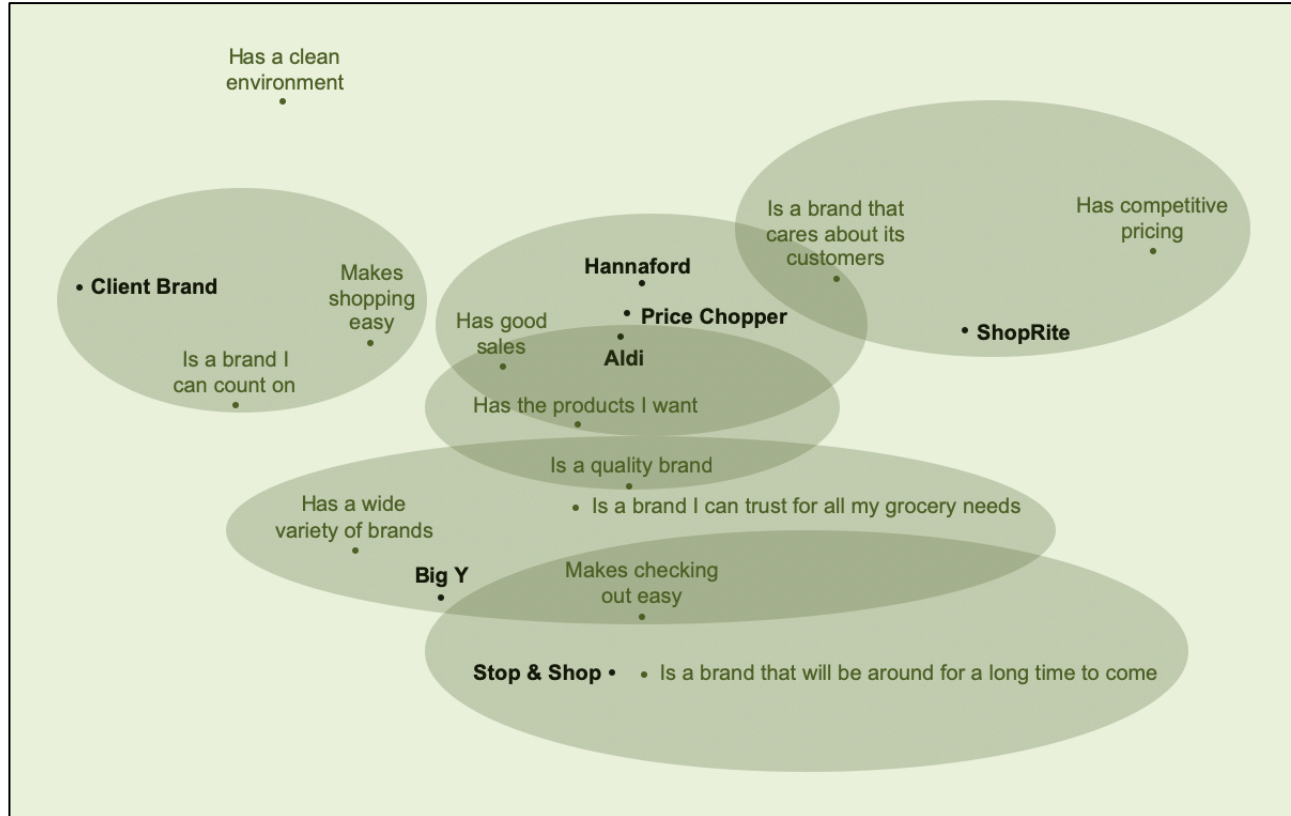 Has a clean
environment
Is a brand that
cares about its
customers
Has competitive
pricing
Client Brand
Makes
shopping
easy
Hannaford
Price Chopper
Has good
sales
Aldi
ShopRite
Is a brand I
can count on
Has the products I want
Is a quality brand
Has a wide
variety of brands
Is a brand I can trust for all my grocery needs
Big Y
Makes checking
out easy
Stop & Shop
Is a brand that will be around for a long time to come